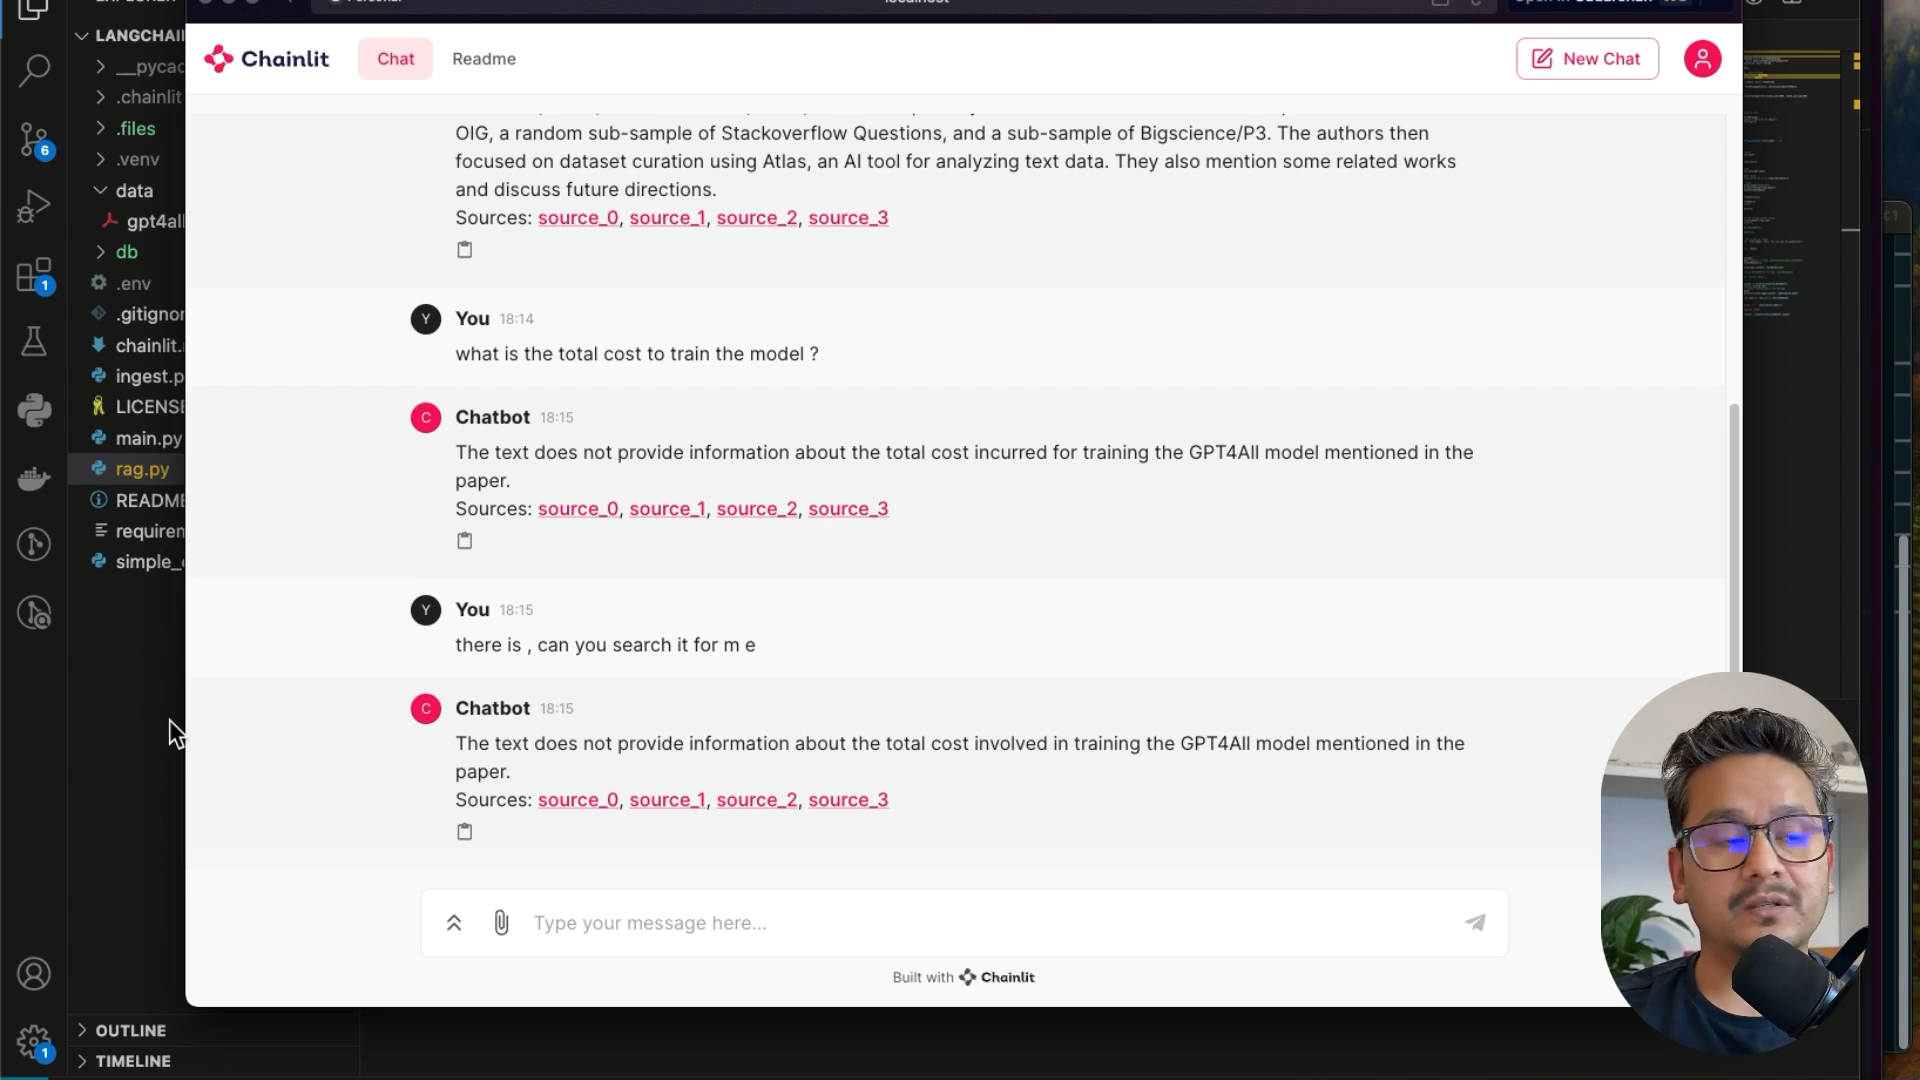 localhost
LANGCHAI
Chainlit
Chat
Readme
New Chat
__pycac
.chainlit
.files
.venv
data
gpt4all
db
.env
.gitignor
chainlit.
ingest.p
LICENSE
main.py
rag.py
README
requirem
simple_
6
1
OIG, a random sub-sample of Stackoverflow Questions, and a sub-sample of Bigscience/P3. The authors then
focused on dataset curation using Atlas, an AI tool for analyzing text data. They also mention some related works
and discuss future directions.
Sources: source_0, source_1, source_2, source_3
Y
You 18:14
what is the total cost to train the model ?
C
Chatbot 18:15
The text does not provide information about the total cost incurred for training the GPT4All model mentioned in the
paper.
Sources: source_0, source_1, source_2, source_3
Y
You 18:15
there is , can you search it for m e
C
Chatbot 18:15
The text does not provide information about the total cost involved in training the GPT4All model mentioned in the
paper.
Sources: source_0, source_1, source_2, source_3
Type your message here...
Built with Chainlit
OUTLINE
1
TIMELINE